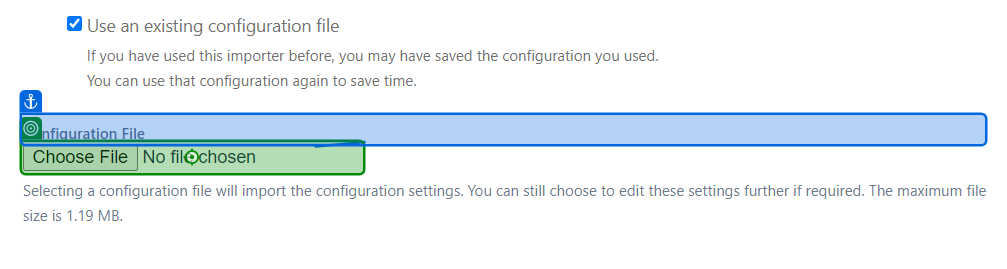 Use an existing configuration file
If you have used this importer before, you may have saved the configuration you used.
You can use that configuration again to save time.
nfiguration File
Choose File No file chosen
Selecting a configuration file will import the configuration settings. You can still choose to edit these settings further if required. The maximum file
size is 1.19 MB.